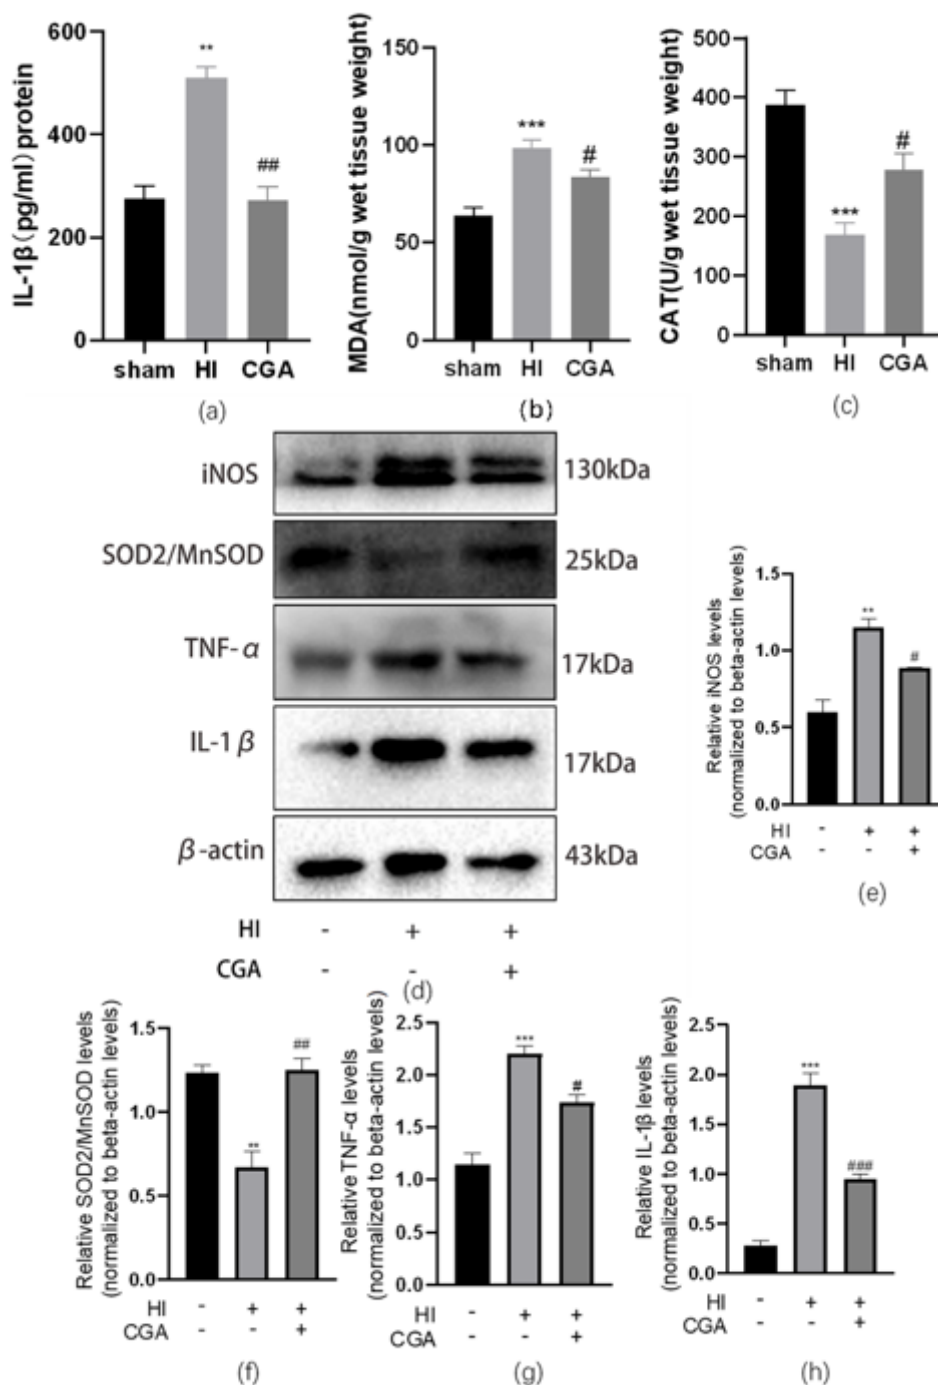 IL-1β(pg/ml)protein
600
400
200
0
**
##
sham HI CGA
(a)
MDA(nmol/g wet tissue weight)
150
100
50
0
***
#
sham HI CGA
(b)
CAT(U/g wet tissue weight)
500
400
300
200
100
0
***
#
sham HI CGA
(c)
iNOS 130kDa
SOD2/MnSOD 25kDa
TNF-α 17kDa
IL-1β 17kDa
β-actin 43kDa
HI - + +
CGA - - +
(d)
Relative iNOS levels
(normalized to beta-actin levels)
1.5
1.0
0.5
0.0
**
#
HI - + +
CGA - - +
(e)
Relative SOD2/MnSOD levels
(normalized to beta-actin levels)
1.5
1.0
0.5
0.0
**
##
HI - + +
CGA - - +
(f)
Relative TNF-α levels
(normalized to beta-actin levels)
2.5
2.0
1.5
1.0
0.5
0.0
***
#
HI - + +
CGA - - +
(g)
Relative IL-1β levels
(normalized to beta-actin levels)
2.5
2.0
1.5
1.0
0.5
0.0
***
###
HI - + +
CGA - - +
(h)